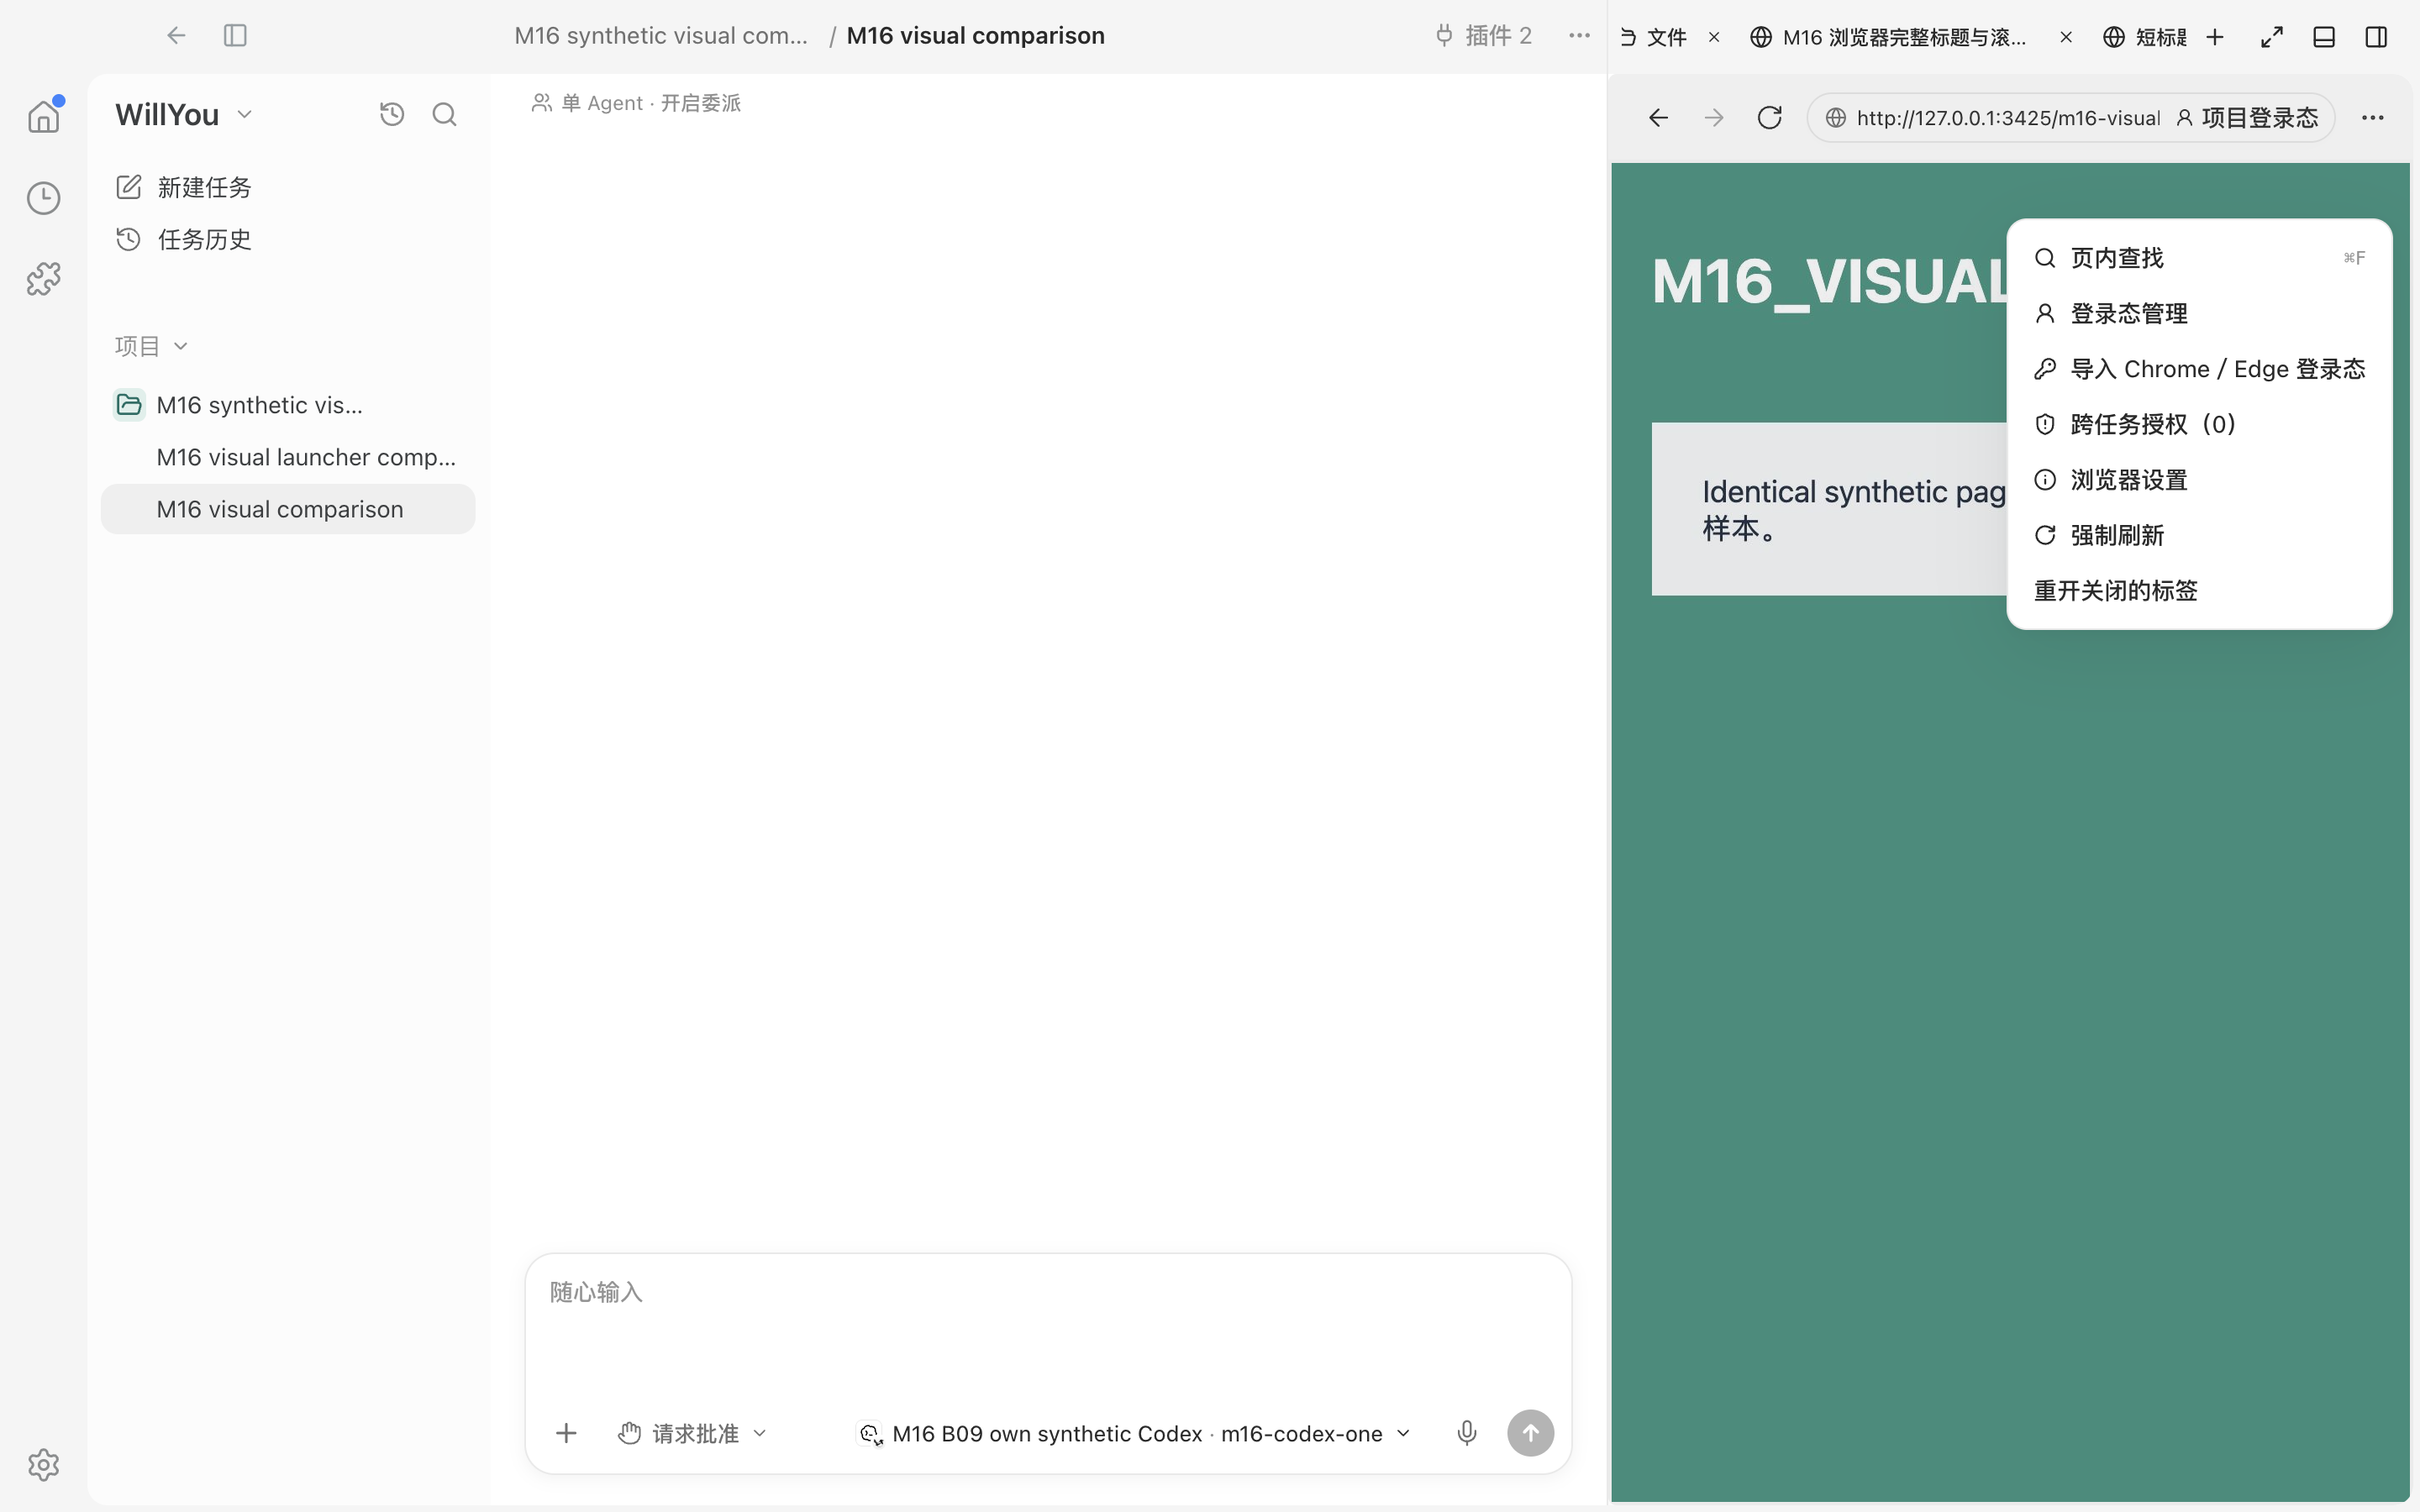 M16 synthetic visual com... / M16 visual comparison
插件 2
文件
M16 浏览器完整标题与滚...
短标题
WillYou
单 Agent · 开启委派
http://127.0.0.1:3425/m16-visual
项目登录态
新建任务
任务历史
项目
M16 synthetic vis...
M16 visual launcher comp...
M16 visual comparison
M16_VISUAL
Identical synthetic pag
样本。
页内查找 ⌘F
登录态管理
导入 Chrome / Edge 登录态
跨任务授权（0）
浏览器设置
强制刷新
重开关闭的标签
随心输入
请求批准
M16 B09 own synthetic Codex · m16-codex-one